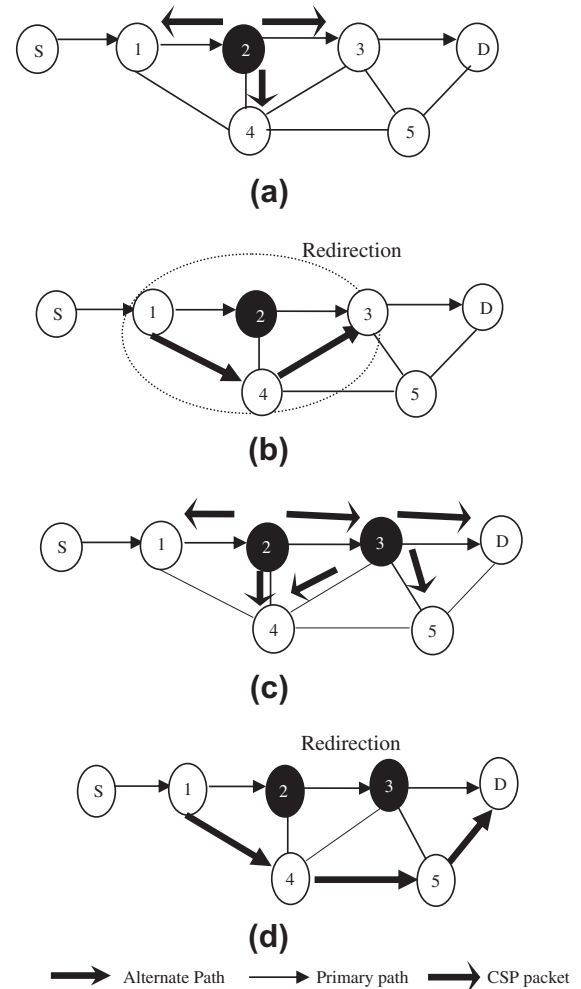 S 1 2 3 D
4 5
(a)
Redirection
S 1 2 3 D
4 5
(b)
S 1 2 3 D
4 5
(c)
Redirection
S 1 2 3 D
4 5
(d)
Alternate Path Primary path CSP packet